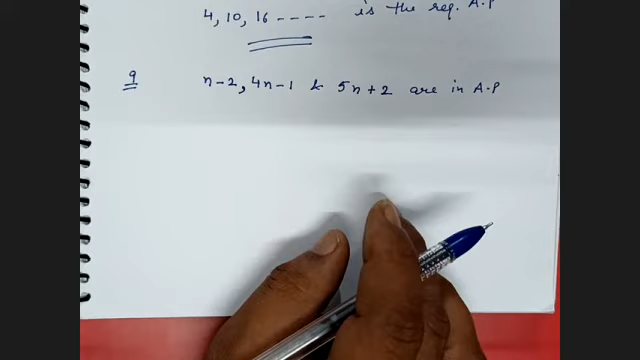 4, 10, 16 ---- is the req. A.P
9 n-2, 4n-1 & 5n+2 are in A.P